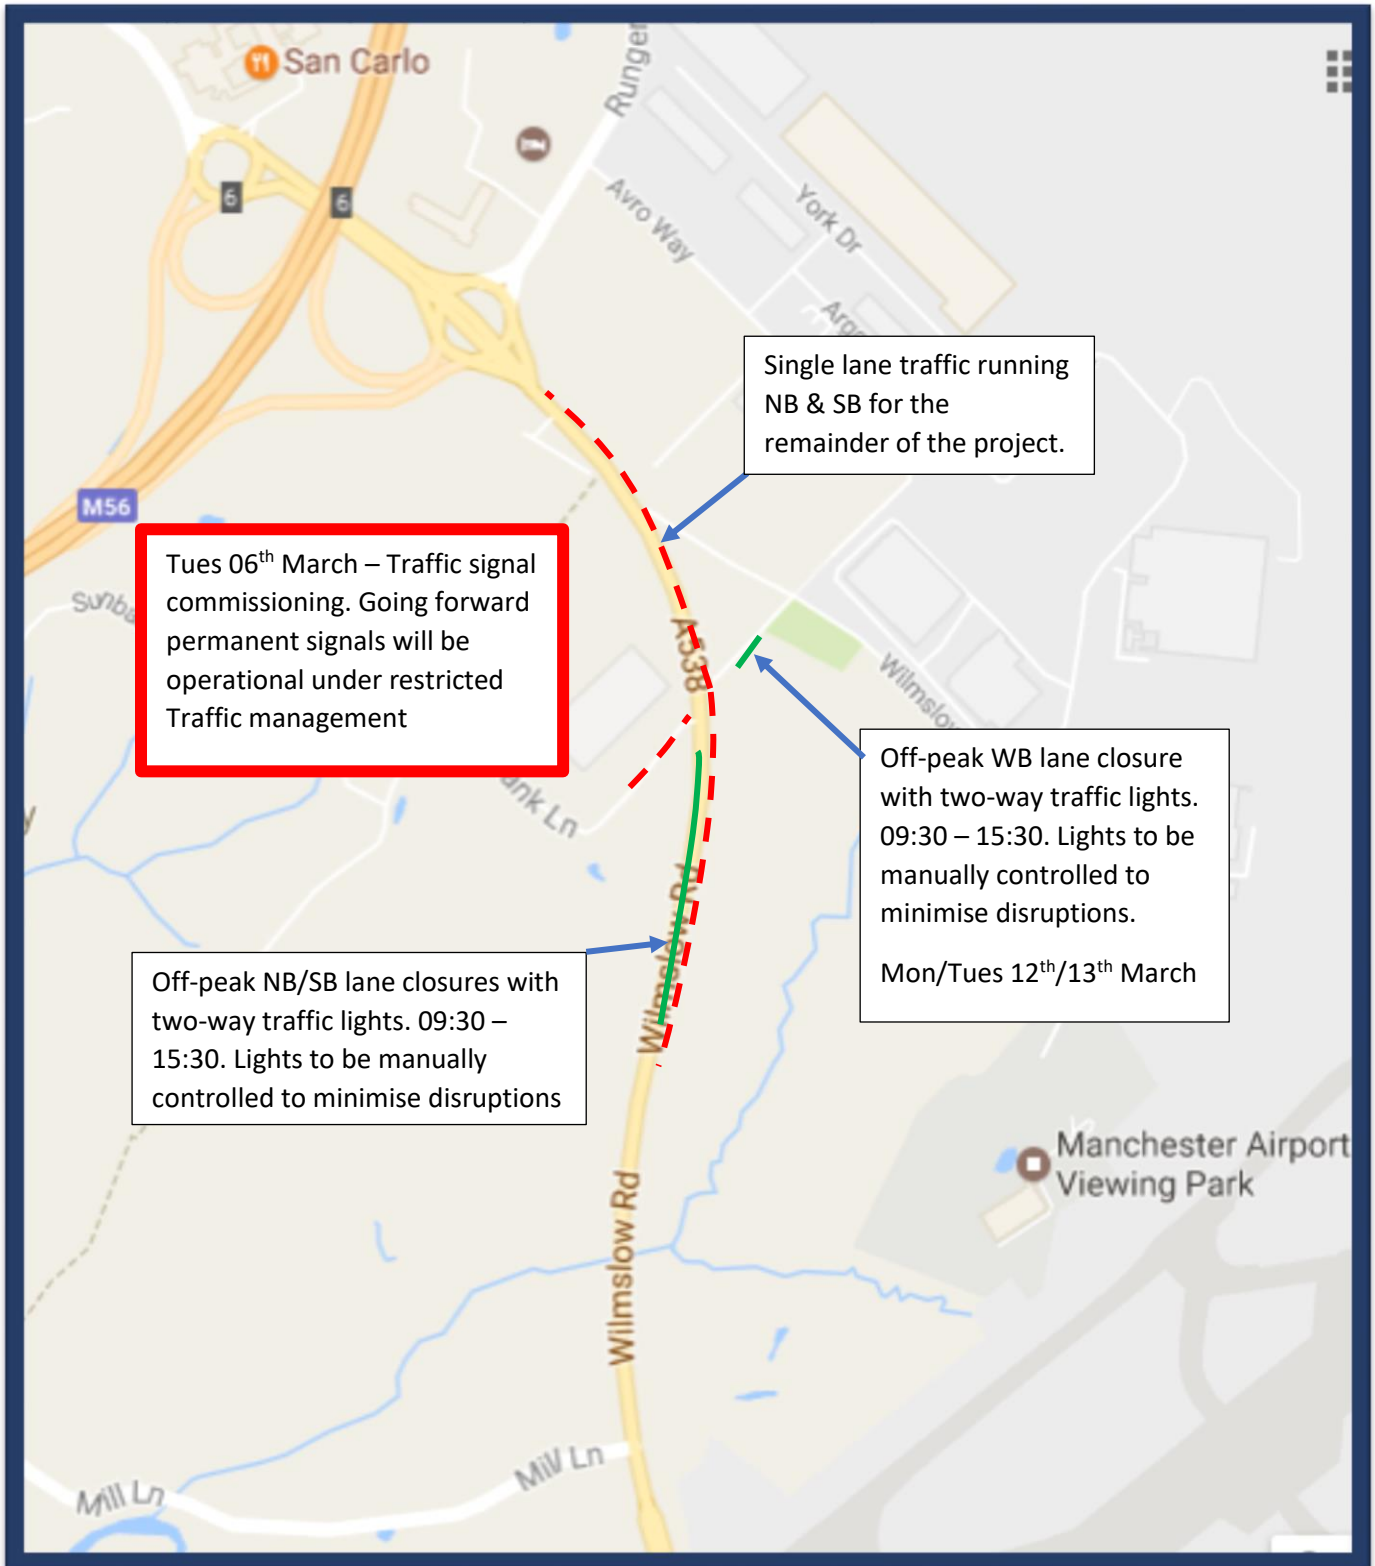 San Carlo
Runger
6
6
Avro Way
York Dr
Argo
Single lane traffic running
NB & SB for the
remainder of the project.
M56
Tues 06th March – Traffic signal
commissioning. Going forward
permanent signals will be
operational under restricted
Traffic management
Sunba
A538
Wilmslow
ank Ln
Off-peak WB lane closure
with two-way traffic lights.
09:30 – 15:30. Lights to be
manually controlled to
minimise disruptions.
Mon/Tues 12th/13th March
Wilmslow Rd
Off-peak NB/SB lane closures with
two-way traffic lights. 09:30 –
15:30. Lights to be manually
controlled to minimise disruptions
Manchester Airport
Viewing Park
Wilmslow Rd
Mill Ln
Mill Ln